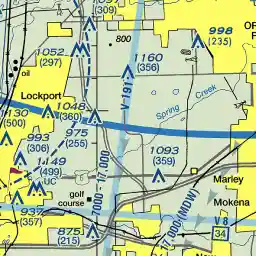 (309)
800
998
(235)
1052
(297)
1160
(356)
oil
Lockport
V 191
Spring Creek
1048
(360)
(500)
975
(255)
993
(306)
1149
(499)
UC
1093
(359)
Marley
Mokena
golf
course
7000 - 17,000
17,000 (MDW)
937
(357)
V 8
34
875
(215)